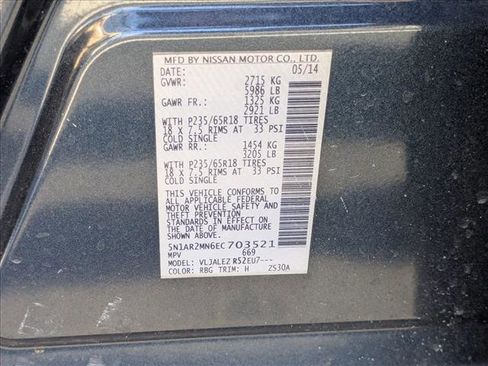 MFD BY NISSAN MOTOR CO., LTD.
DATE: 05/14
GVWR: 2715 KG
5986 LB
GAWR FR.: 1325 KG
2921 LB
WITH P235/65R18 TIRES
18 x 7.5 RIMS AT 33 PSI
COLD SINGLE
GAWR RR.: 1454 KG
3205 LB
WITH P235/65R18 TIRES
18 x 7.5 RIMS AT 33 PSI
COLD SINGLE
THIS VEHICLE CONFORMS TO
ALL APPLICABLE FEDERAL
MOTOR VEHICLE SAFETY AND
THEFT PREVENTION
STANDARDS IN EFFECT ON
THE DATE OF MANUFACTURE
SHOWN ABOVE.
5N1AR2MN6EC703521
MPV 669
MODEL: VLJALEZ R52EU7---
COLOR: RBG TRIM: H ZS30A